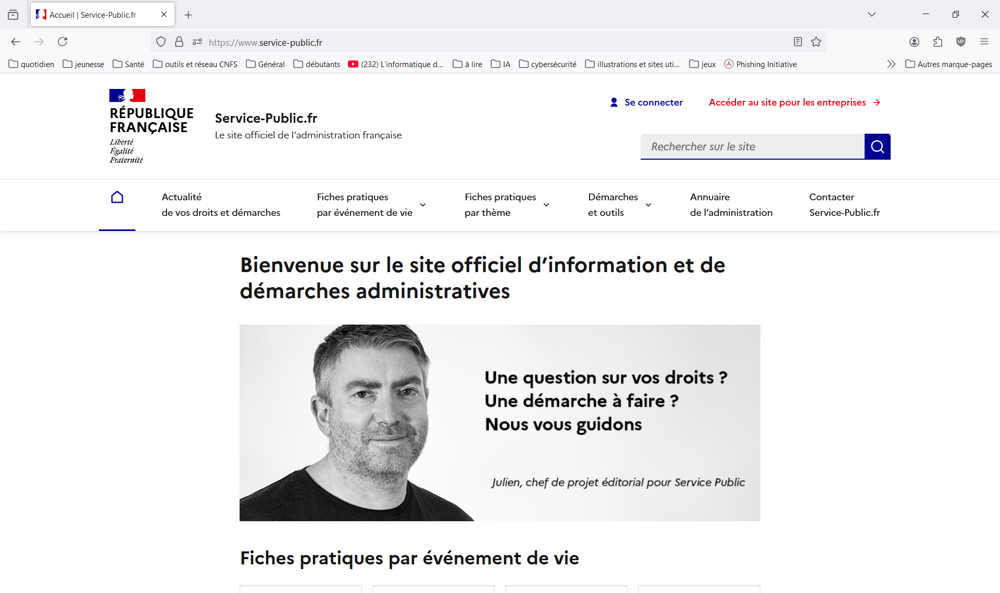 Accueil | Service-Public.fr
https://www.service-public.fr
quotidien
jeunesse
Santé
outils et réseau CNFS
Général
débutants
(232) L'informatique d...
à lire
IA
cybersécurité
illustrations et sites uti...
jeux
Phishing Initiative
Autres marque-pages
RÉPUBLIQUE
FRANÇAISE
Liberté
Égalité
Fraternité
Service-Public.fr
Le site officiel de l’administration française
Se connecter
Accéder au site pour les entreprises
Rechercher sur le site
Actualité
de vos droits et démarches
Fiches pratiques
par événement de vie
Fiches pratiques
par thème
Démarches
et outils
Annuaire
de l’administration
Contacter
Service-Public.fr
Bienvenue sur le site officiel d’information et de
démarches administratives
Une question sur vos droits ?
Une démarche à faire ?
Nous vous guidons
Julien, chef de projet éditorial pour Service Public
Fiches pratiques par événement de vie